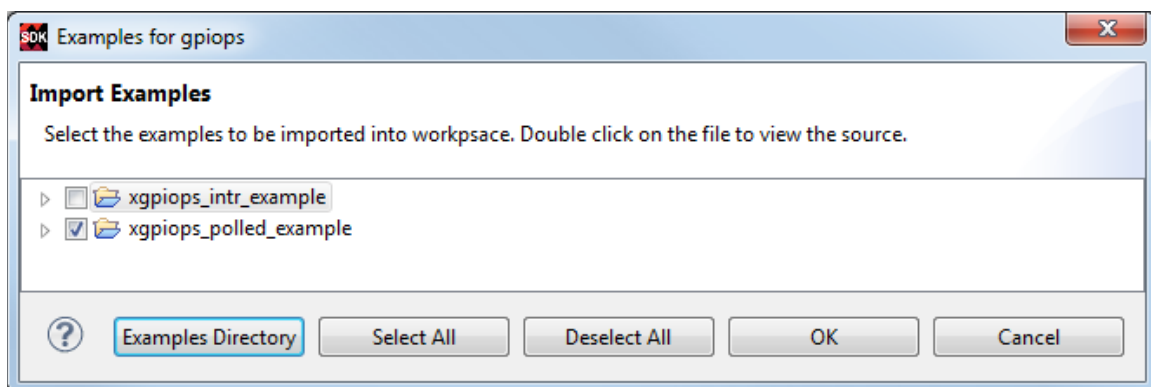 SDK Examples for gpiops
Import Examples
Select the examples to be imported into workpsace. Double click on the file to view the source.
xgpiops_intr_example
xgpiops_polled_example
? Examples Directory Select All Deselect All OK Cancel